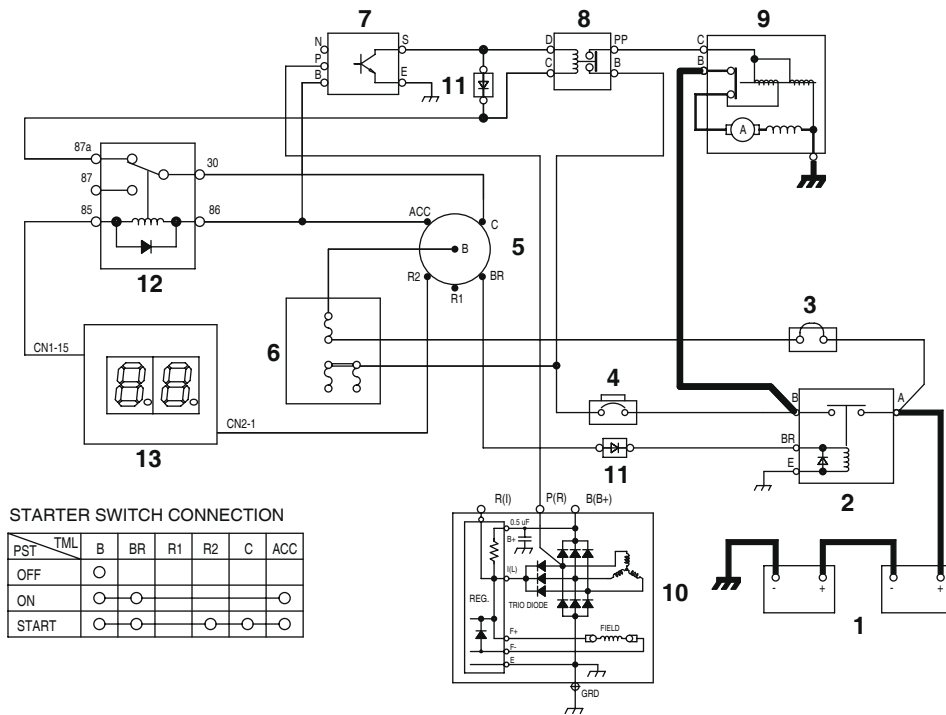 7
8
9
N
P
B
S
E
11
D
C
PP
B
C
B
A
87a
87
85
30
86
12
ACC
C
B
5
R2
BR
R1
6
3
4
11
CN1-15
CN2-1
13
B
A
BR
E
2
- + - +
1
R(I)
P(R)
B(B+)
0.5 uF
B+
I(L)
REG.
TRIO DIODE
F+
FIELD
F-
E
GRD
10
STARTER SWITCH CONNECTION
PST TML B BR R1 R2 C ACC
OFF
ON
START